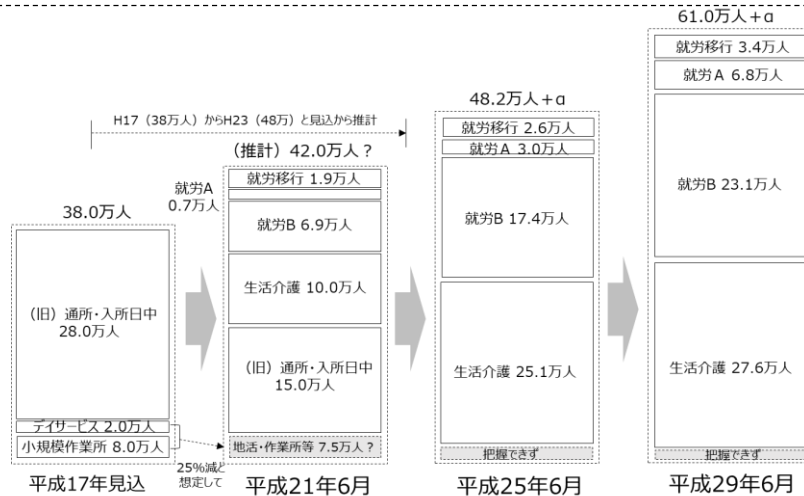 H17（38万人）からH23（48万）と見込から推計
38.0万人
（旧）通所・入所日中
28.0万人
デイサービス 2.0万人
小規模作業所 8.0万人
平成17年見込
25%減と
想定して
（推計）42.0万人？
就労A
0.7万人
就労移行 1.9万人
就労B 6.9万人
生活介護 10.0万人
（旧）通所・入所日中
15.0万人
地活・作業所等 7.5万人？
平成21年6月
48.2万人＋α
就労移行 2.6万人
就労A 3.0万人
就労B 17.4万人
生活介護 25.1万人
把握できず
平成25年6月
61.0万人＋α
就労移行 3.4万人
就労A 6.8万人
就労B 23.1万人
生活介護 27.6万人
把握できず
平成29年6月